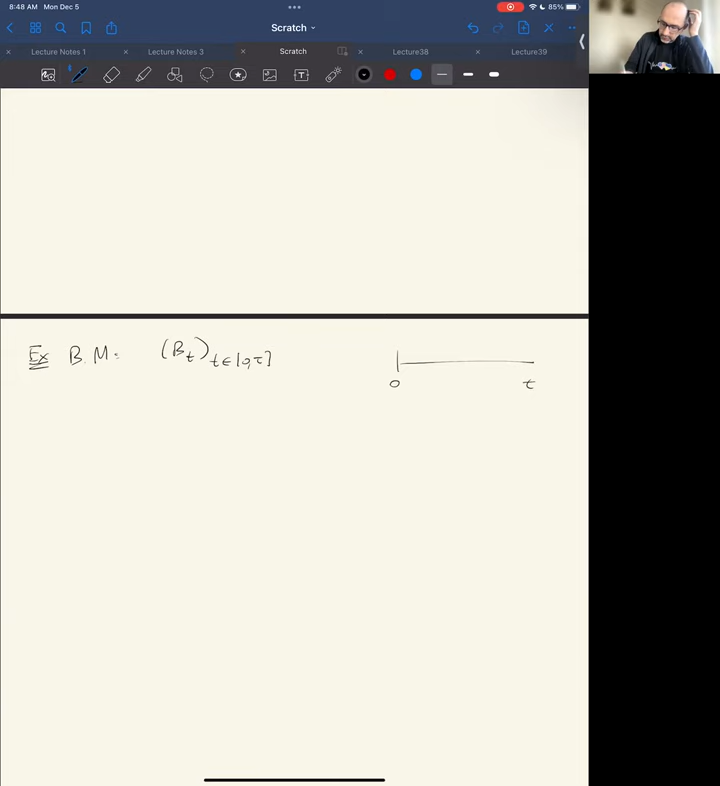 8:48 AM Mon Dec 5
85%
Scratch
Lecture Notes 1
Lecture Notes 3
Scratch
Lecture38
Lecture39
Ex B.M: (B_t)_{t∈[0,τ]}
0 t